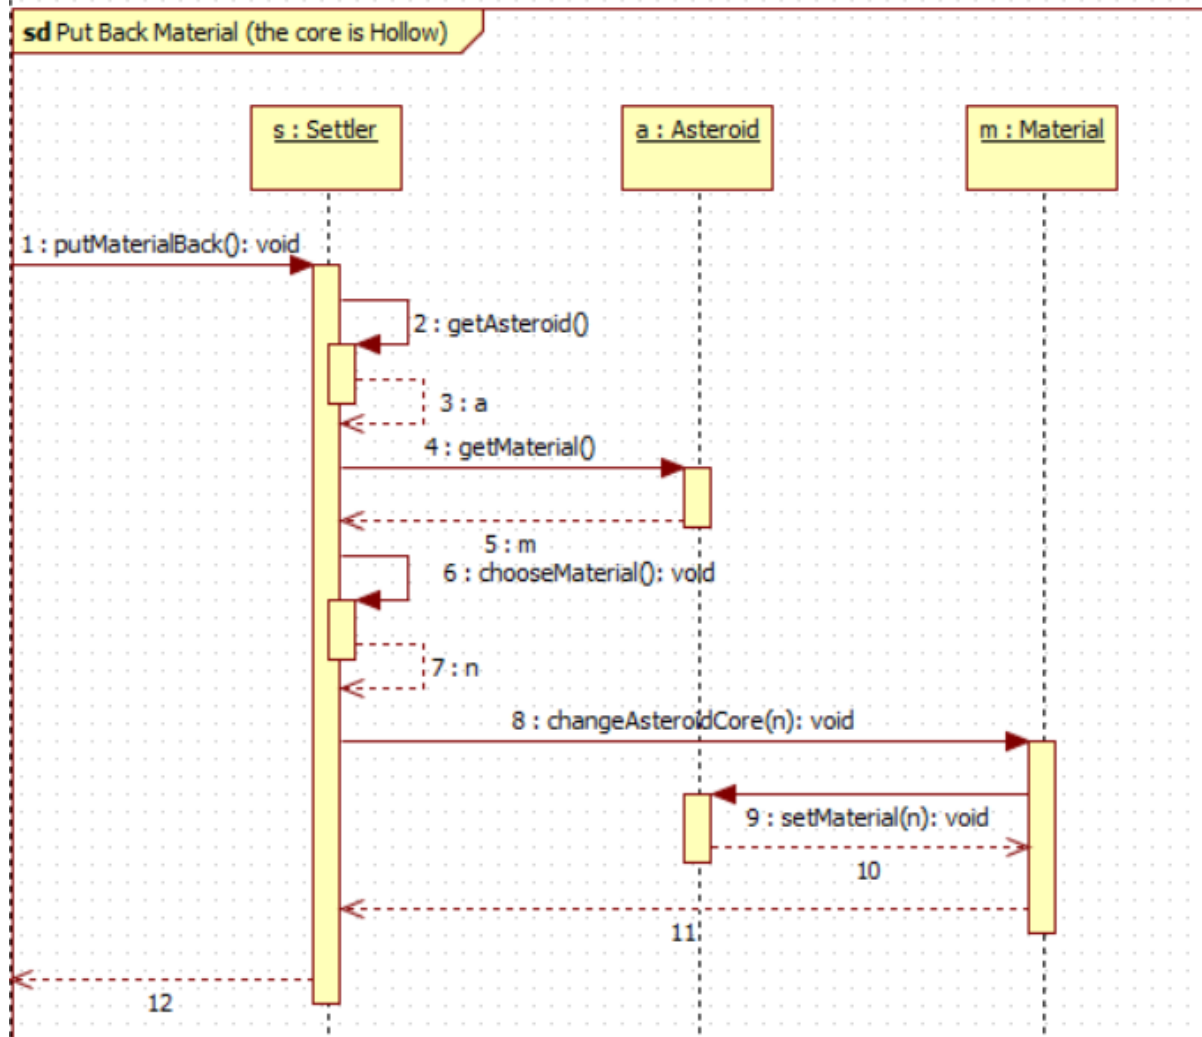 sd Put Back Material (the core is Hollow)
s : Settler
a : Asteroid
m : Material
1 : putMaterialBack(): void
2 : getAsteroid()
3 : a
4 : getMaterial()
5 : m
6 : chooseMaterial(): void
7 : n
8 : changeAsteroidCore(n): void
9 : setMaterial(n): void
10
11
12